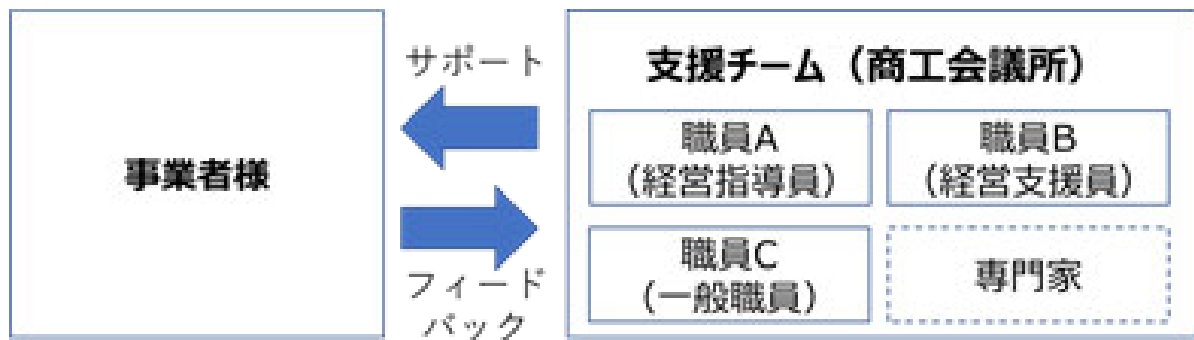 事業者様
サポート
フィード
バック
支援チーム（商工会議所）
職員A
（経営指導員）
職員B
（経営支援員）
職員C
（一般職員）
専門家